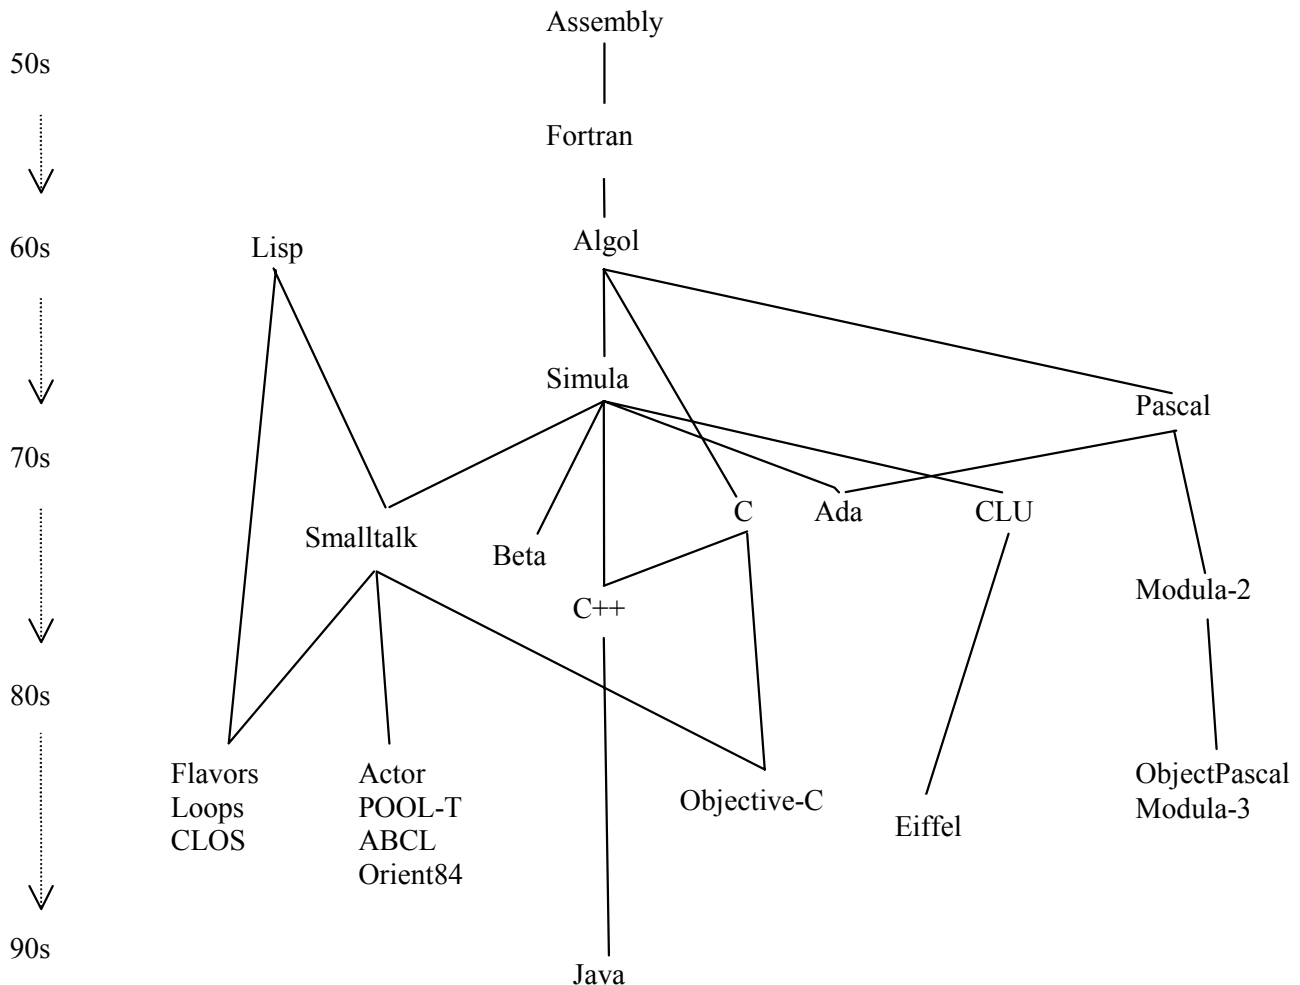 Assembly
50s
Fortran
60s
Lisp
Algol
Simula
Pascal
70s
Smalltalk
Beta
C
Ada
CLU
C++
Modula-2
80s
Flavors
Loops
CLOS
Actor
POOL-T
ABCL
Orient84
Objective-C
Eiffel
ObjectPascal
Modula-3
90s
Java